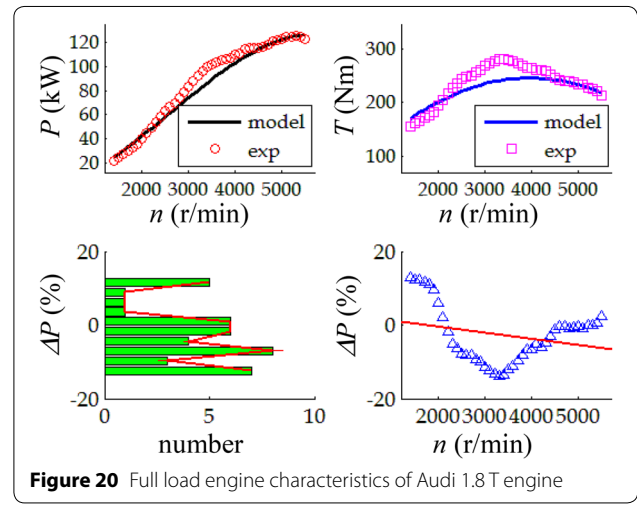 P (kW)
120
100
80
60
40
20
model
exp
2000 3000 4000 5000
n (r/min)
T (Nm)
300
200
100
model
exp
2000 3000 4000 5000
n (r/min)
ΔP (%)
20
0
-20
0 5 10
number
ΔP (%)
20
0
-20
2000 3000 4000 5000
n (r/min)
Figure 20 Full load engine characteristics of Audi 1.8 T engine